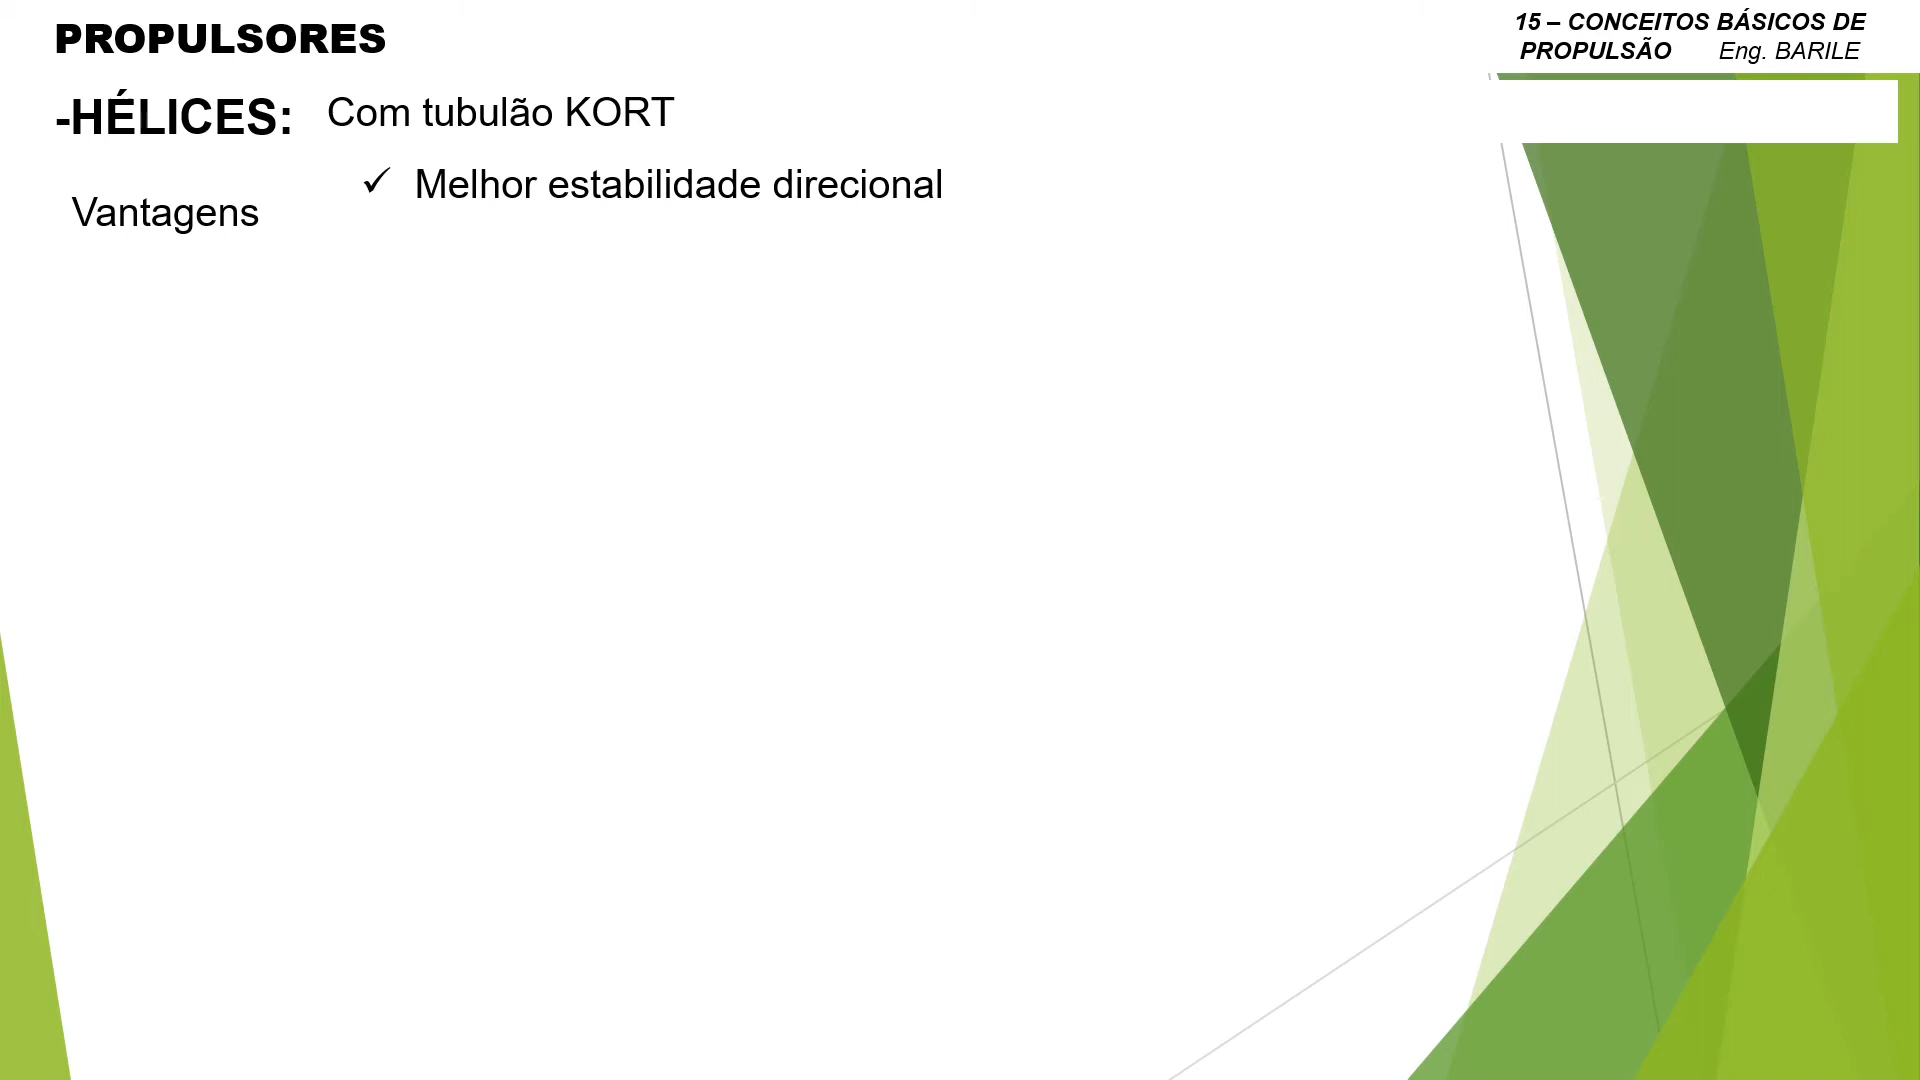 PROPULSORES
15 – CONCEITOS BÁSICOS DE
PROPULSÃO Eng. BARILE
-HÉLICES: Com tubulão KORT
✓ Melhor estabilidade direcional
Vantagens